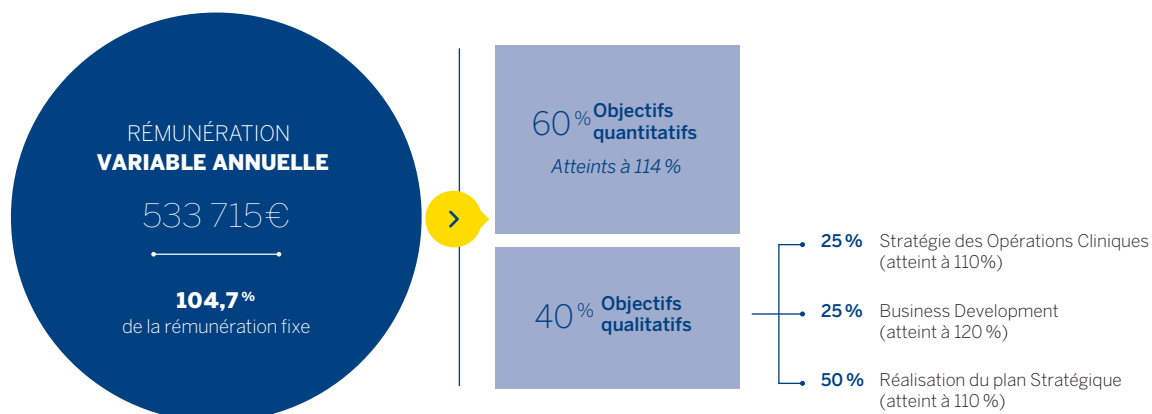 RÉMUNÉRATION
VARIABLE ANNUELLE
533 715 €
104,7 %
de la rémunération fixe
60 % Objectifs
quantitatifs
Atteints à 114 %
40 % Objectifs
qualitatifs
25 % Stratégie des Opérations Cliniques
(atteint à 110%)
25 % Business Development
(atteint à 120 %)
50 % Réalisation du plan Stratégique
(atteint à 110 %)